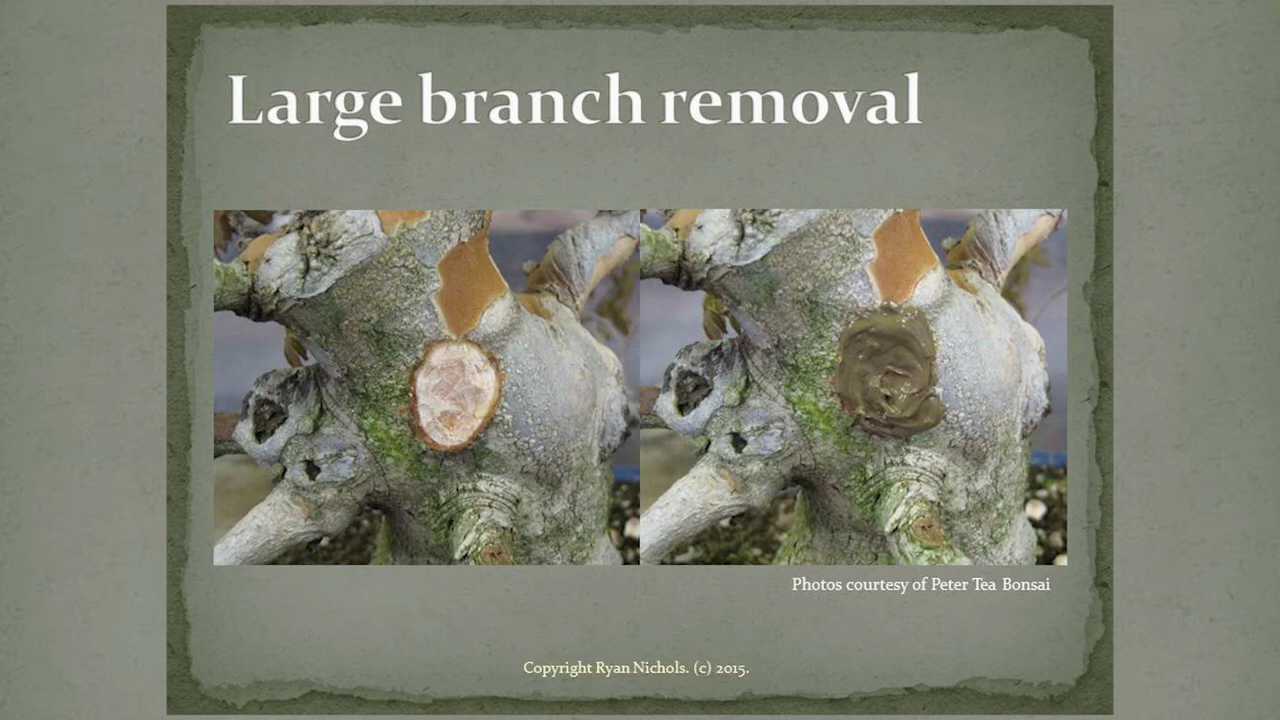 Large branch removal
Photos courtesy of Peter Tea Bonsai
Copyright Ryan Nichols. (c) 2015.